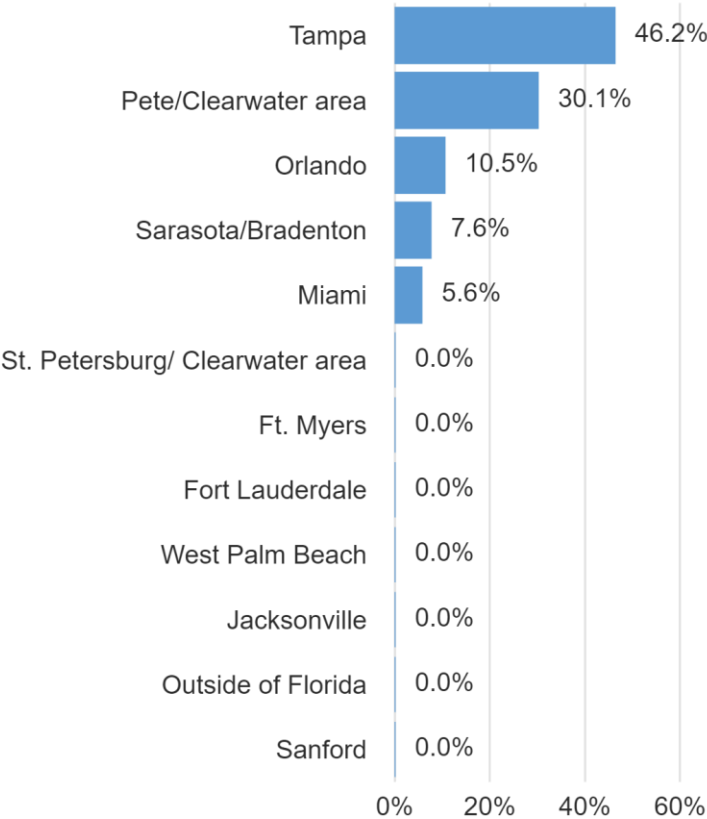 Tampa 46.2%
Pete/Clearwater area 30.1%
Orlando 10.5%
Sarasota/Bradenton 7.6%
Miami 5.6%
St. Petersburg/ Clearwater area 0.0%
Ft. Myers 0.0%
Fort Lauderdale 0.0%
West Palm Beach 0.0%
Jacksonville 0.0%
Outside of Florida 0.0%
Sanford 0.0%
0% 20% 40% 60%